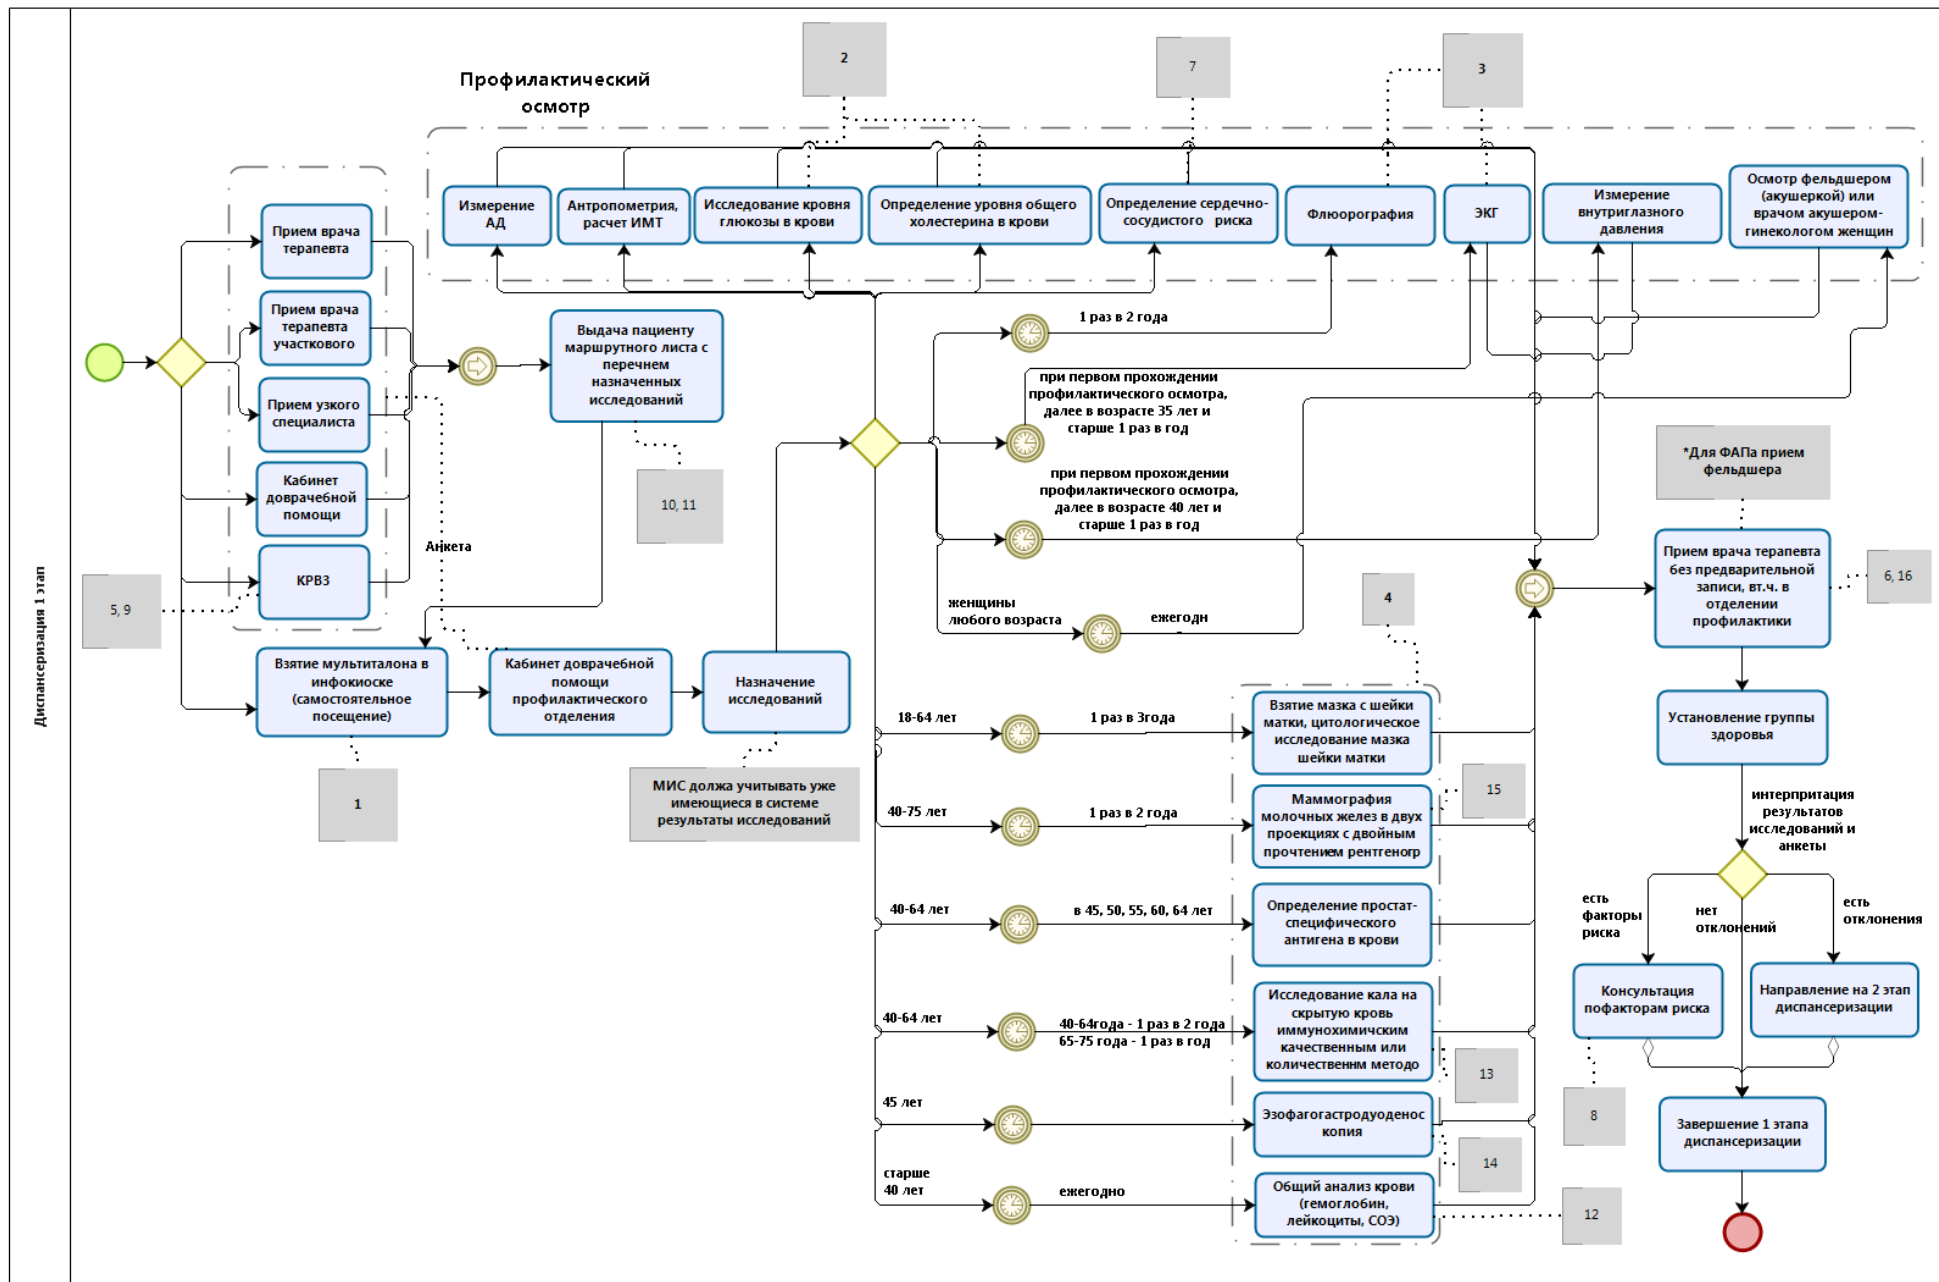 Диспансеризация 1 этап
Профилактический
осмотр
2
7
3
Измерение
АД
Антропометрия,
расчет ИМТ
Исследование кровня
глюкозы в крови
Определение уровня общего
холестерина в крови
Определение сердечно-
сосудистого риска
Флюорография
ЭКГ
Измерение
внутриглазного
давления
Осмотр фельдшером
(акушеркой) или
врачом акушером-
гинекологом женщин
Прием врача
терапевта
Прием врача
терапевта
участкового
Прием узкого
специалиста
Кабинет
доврачебной
помощи
КРВЗ
5, 9
Выдача пациенту
маршрутного листа с
перечнем
назначенных
исследований
10, 11
Анкета
Взятие мультиталона в
инфокиоске
(самостоятельное
посещение)
1
Кабинет доврачебной
помощи
профилактического
отделения
Назначение
исследований
МИС должа учитывать уже
имеющиеся в системе
результаты исследований
1 раз в 2 года
при первом прохождении
профилактического осмотра,
далее в возрасте 35 лет и
старше 1 раз в год
при первом прохождении
профилактического осмотра,
далее в возрасте 40 лет и
старше 1 раз в год
женщины
любого возраста
ежегодн
4
18-64 лет
1 раз в 3года
Взятие мазка с шейки
матки, цитологическое
исследование мазка
шейки матки
40-75 лет
1 раз в 2 года
Маммография
молочных желез в двух
проекциях с двойным
прочтением рентгеногр
15
40-64 лет
в 45, 50, 55, 60, 64 лет
Определение простат-
специфического
антигена в крови
40-64 лет
40-64года - 1 раз в 2 года
65-75 года - 1 раз в год
Исследование кала на
скрытую кровь
иммунохимичским
качественным или
количественнм методо
13
45 лет
Эзофагогастродуоденос
копия
14
старше
40 лет
ежегодно
Общий анализ крови
(гемоглобин,
лейкоциты, СОЭ)
12
*Для ФАПа прием
фельдшера
Прием врача терапевта
без предварительной
записи, вт.ч. в
отделении
профилактики
6, 16
Установление группы
здоровья
интерпритация
результатов
исследований и
анкеты
есть
факторы
риска
нет
отклонений
есть
отклонения
Консультация
пофакторам риска
Направление на 2 этап
диспансеризации
8
Завершение 1 этапа
диспансеризации